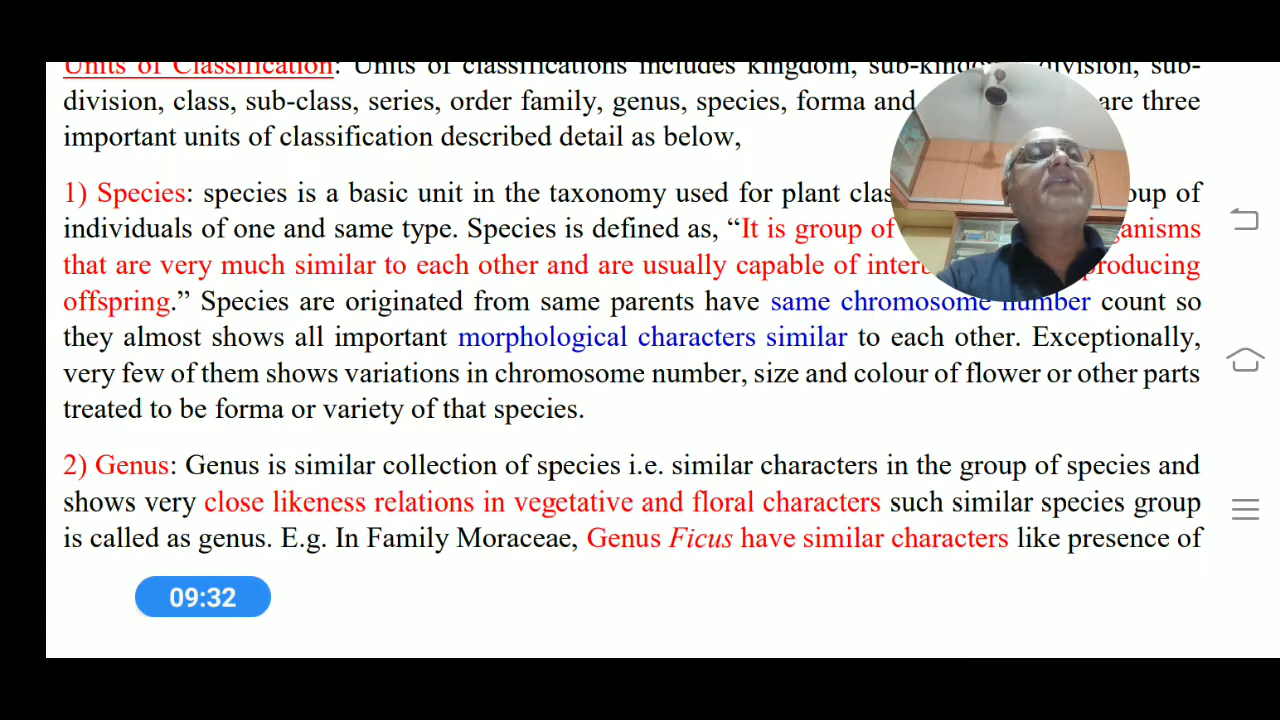 Units of Classification: Units of classifications includes kingdom, sub- division, sub-
division, class, sub-class, series, order family, genus, species, forma and are three
important units of classification described detail as below,
1) Species: species is a basic unit in the taxonomy used for plant of
individuals of one and same type. Species is defined as, “It is group of
that are very much similar to each other and are usually capable of
offspring.” Species are originated from same parents have same chromosome number count so
they almost shows all important morphological characters similar to each other. Exceptionally,
very few of them shows variations in chromosome number, size and colour of flower or other parts
treated to be forma or variety of that species.
2) Genus: Genus is similar collection of species i.e. similar characters in the group of species and
shows very close likeness relations in vegetative and floral characters such similar species group
is called as genus. E.g. In Family Moraceae, Genus Ficus have similar characters like presence of
09:32